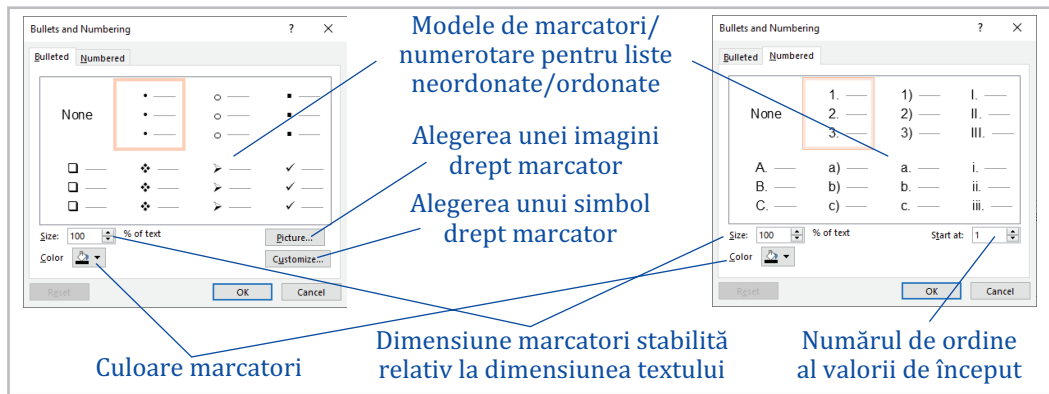 Bullets and Numbering ? ×
Bulleted Numbered
None
Size: 100 % of text
Picture...
Color
Customize...
Reset OK Cancel
Modele de marcatori/
numerotare pentru liste
neordonate/ordonate
Alegerea unei imagini
drept marcator
Alegerea unui simbol
drept marcator
Bullets and Numbering ? ×
Bulleted Numbered
None
1. 1) I.
2. 2) II.
3. 3) III.
A. a) a. i.
B. b) b. ii.
C. c) c. iii.
Size: 100 % of text Start at: 1
Color
Reset OK Cancel
Culoare marcatori
Dimensiune marcatori stabilită
relativ la dimensiunea textului
Numărul de ordine
al valorii de început